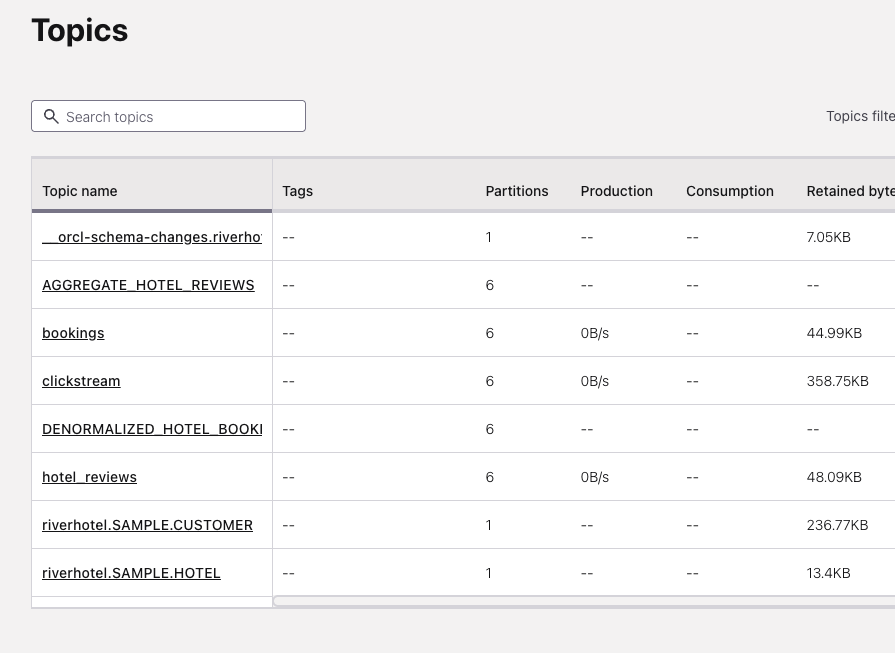 Topics
Search topics
Topics filte
Topic name Tags Partitions Production Consumption Retained byte
__orcl-schema-changes.riverho -- 1 -- -- 7.05KB
AGGREGATE_HOTEL_REVIEWS -- 6 -- -- --
bookings -- 6 0B/s -- 44.99KB
clickstream -- 6 0B/s -- 358.75KB
DENORMALIZED_HOTEL_BOOKI -- 6 -- -- --
hotel_reviews -- 6 0B/s -- 48.09KB
riverhotel.SAMPLE.CUSTOMER -- 1 -- -- 236.77KB
riverhotel.SAMPLE.HOTEL -- 1 -- -- 13.4KB